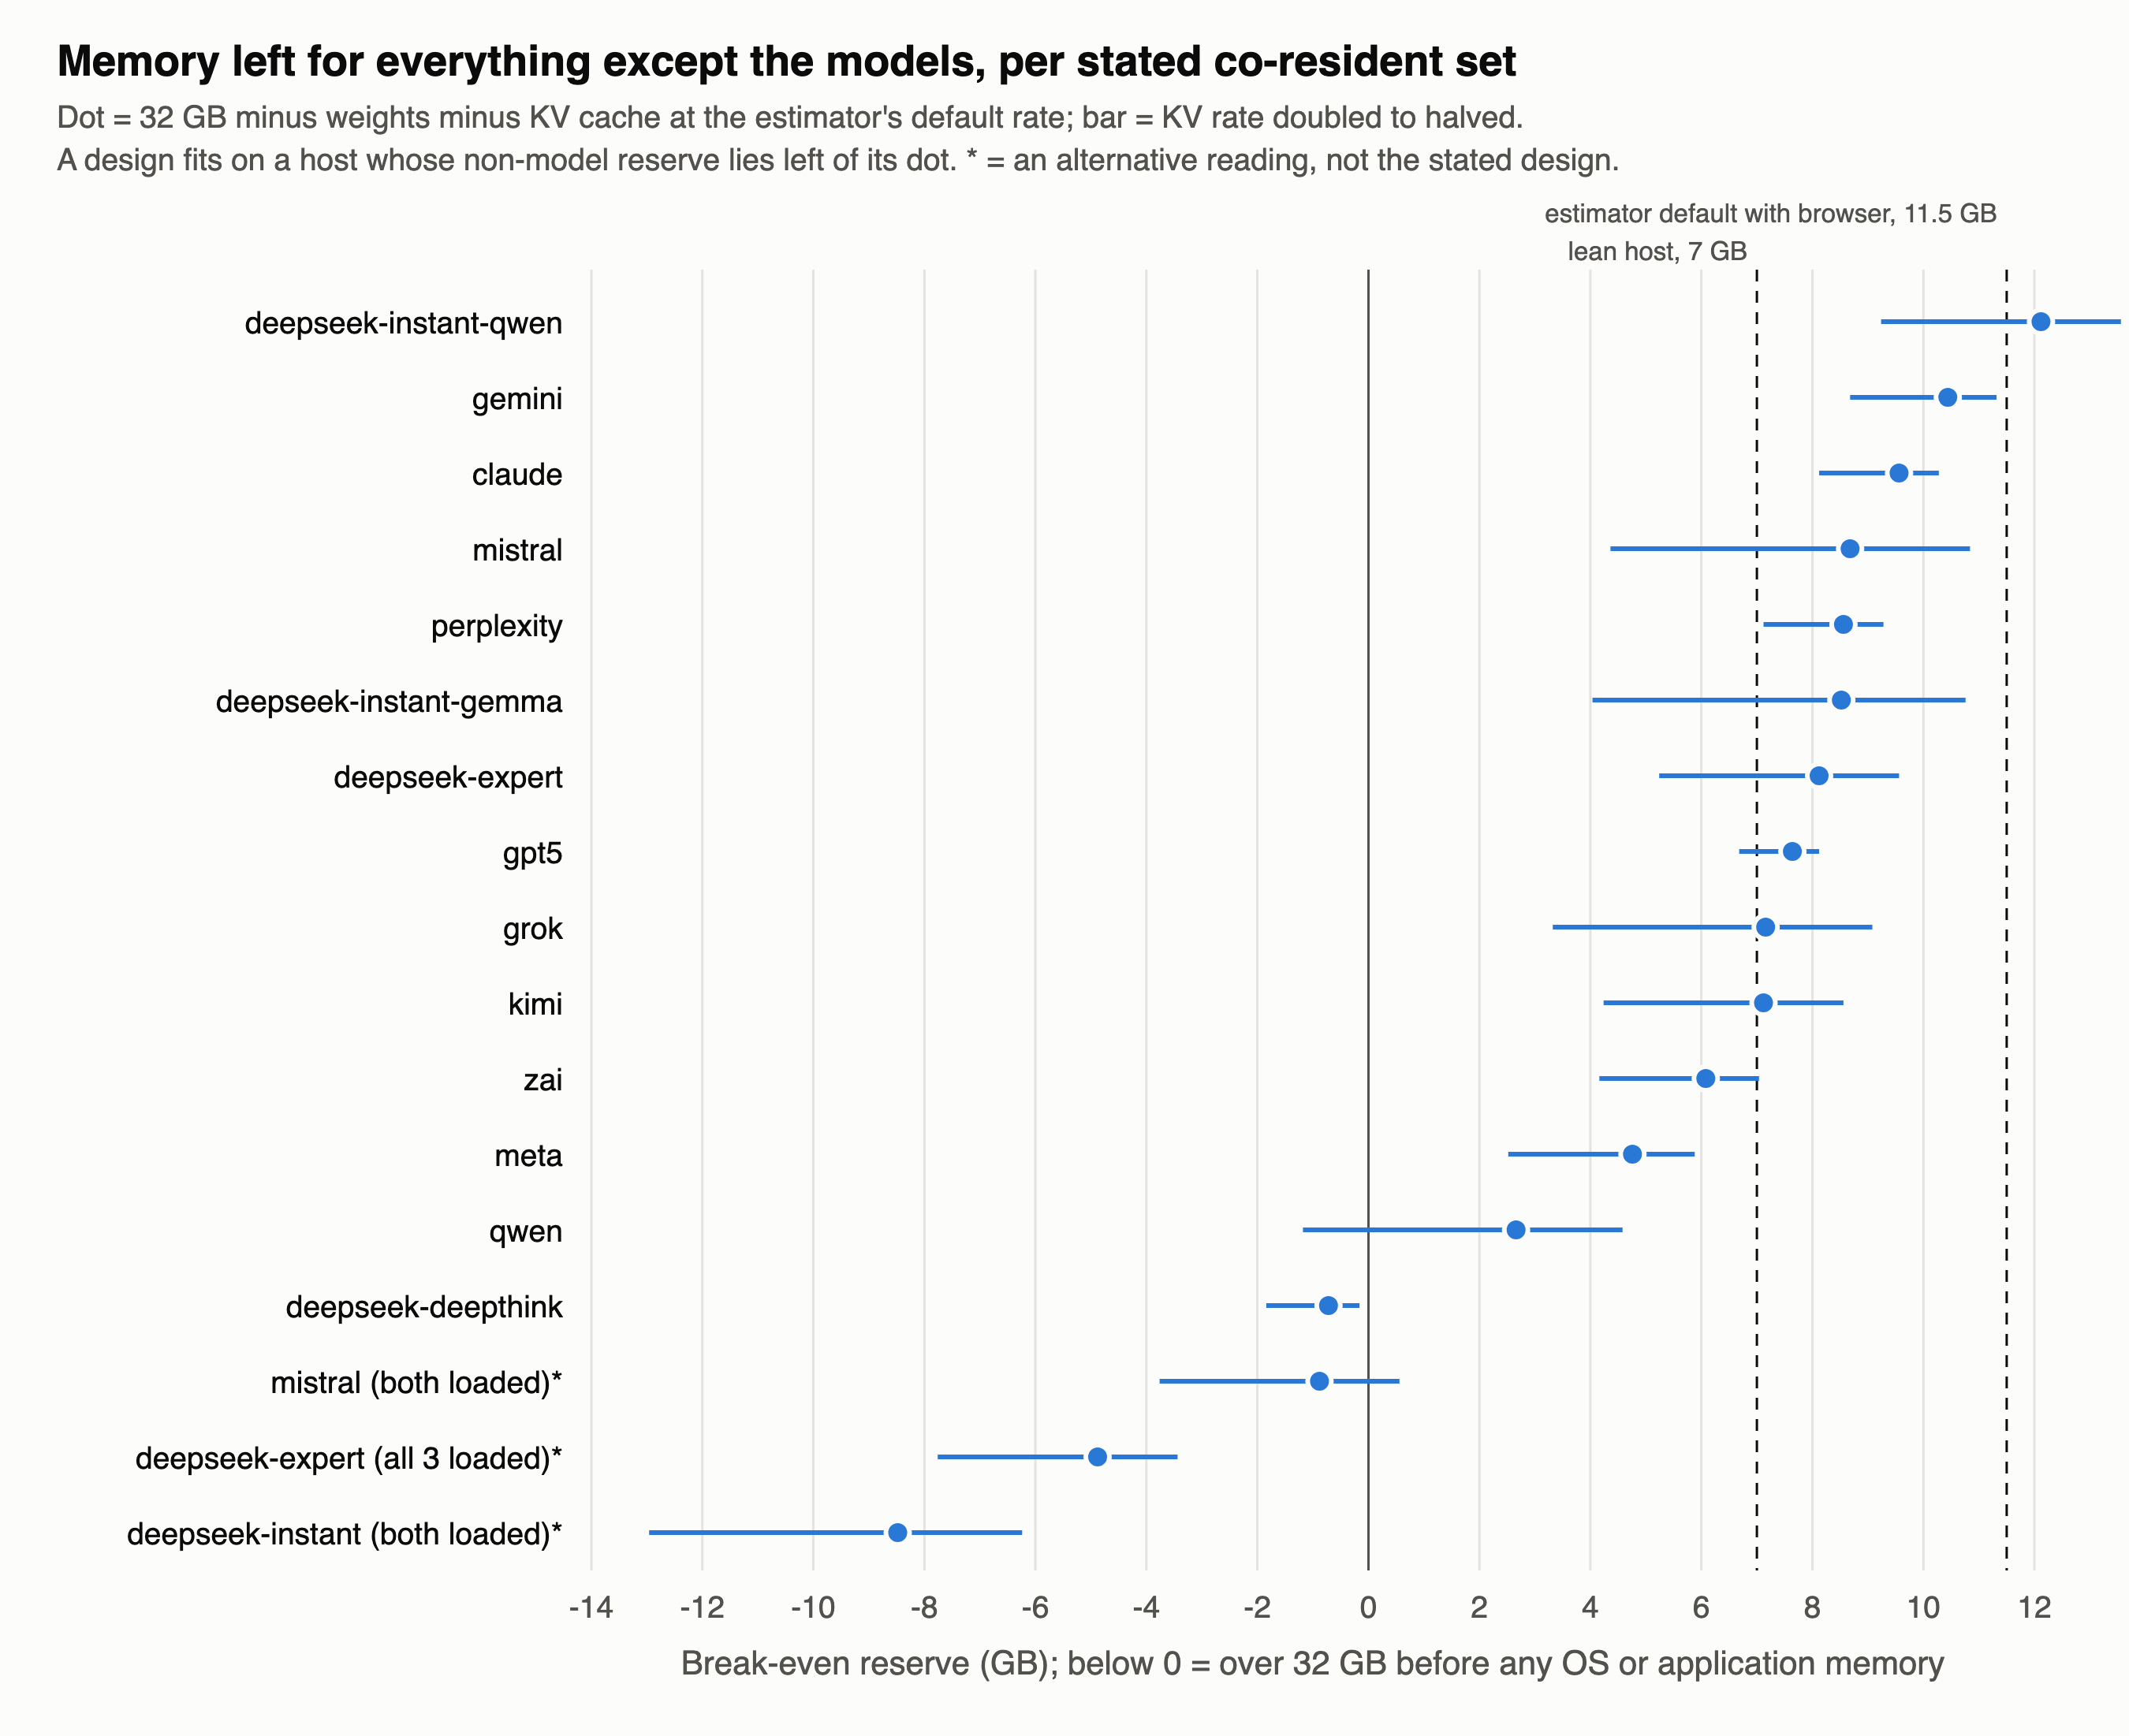 Memory left for everything except the models, per stated co-resident set
Dot = 32 GB minus weights minus KV cache at the estimator's default rate; bar = KV rate doubled to halved.
A design fits on a host whose non-model reserve lies left of its dot. * = an alternative reading, not the stated design.
estimator default with browser, 11.5 GB
lean host, 7 GB
deepseek-instant-qwen
gemini
claude
mistral
perplexity
deepseek-instant-gemma
deepseek-expert
gpt5
grok
kimi
zai
meta
qwen
deepseek-deepthink
mistral (both loaded)*
deepseek-expert (all 3 loaded)*
deepseek-instant (both loaded)*
-14 -12 -10 -8 -6 -4 -2 0 2 4 6 8 10 12
Break-even reserve (GB); below 0 = over 32 GB before any OS or application memory